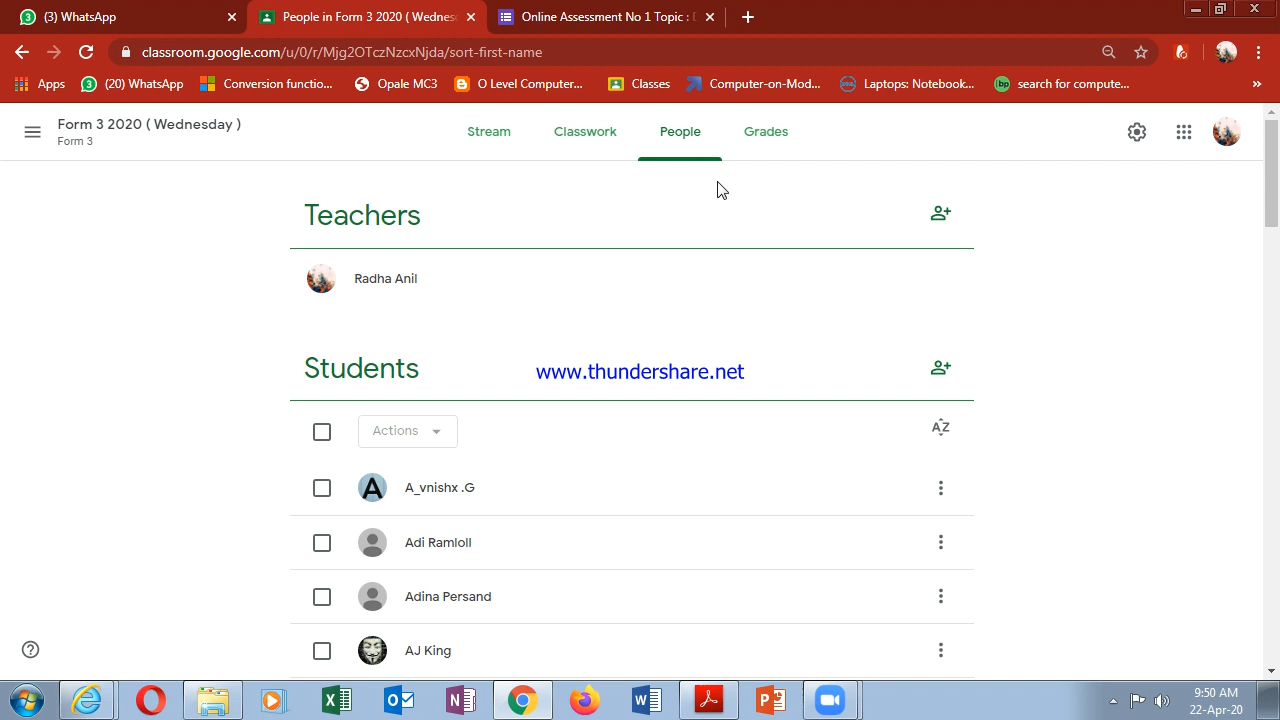 (3) WhatsApp
People in Form 3 2020 ( Wednes
Online Assessment No 1 Topic :
classroom.google.com/u/0/r/Mjg2OTczNzcxNjda/sort-first-name
Apps
(20) WhatsApp
Conversion functio...
Opale MC3
O Level Computer...
Classes
Computer-on-Mod...
Laptops: Notebook...
search for compute...
Form 3 2020 ( Wednesday )
Form 3
Stream
Classwork
People
Grades
Teachers
Radha Anil
Students
www.thundershare.net
Actions
AZ
A A_vnishx .G
Adi Ramloll
Adina Persand
AJ King
9:50 AM
22-Apr-20